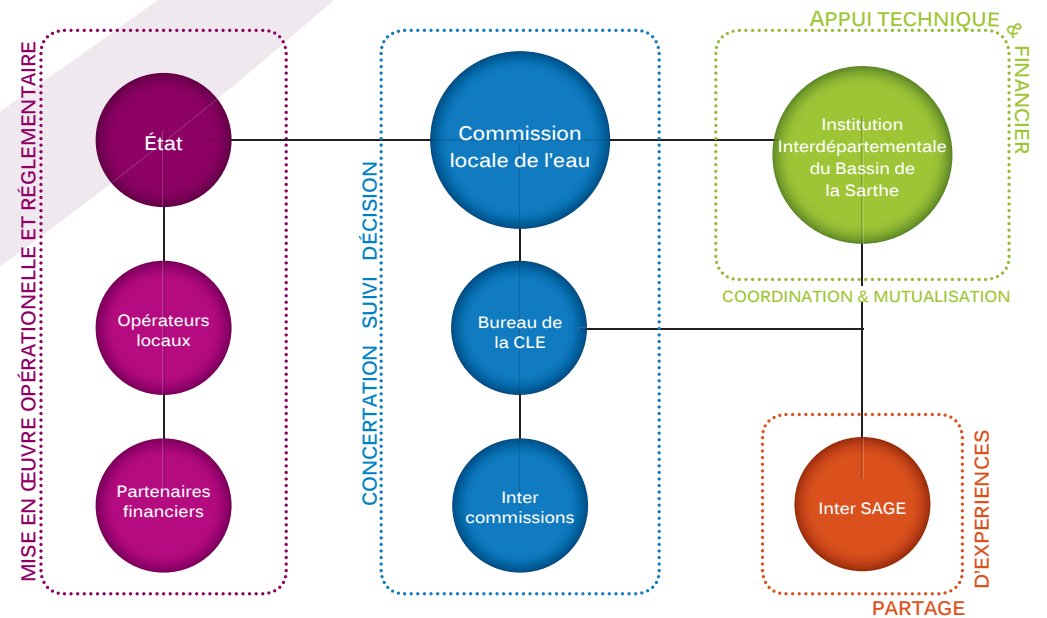 MISE EN ŒUVRE OPÉRATIONELLE ET RÉGLEMENTAIRE
État
Opérateurs
locaux
Partenaires
financiers
CONCERTATION SUIVI DÉCISION
Commission
locale de l'eau
Bureau de
la CLE
Inter
commissions
APPUI TECHNIQUE & FINANCIER
Institution
Interdépartementale
du Bassin de
la Sarthe
COORDINATION & MUTUALISATION
Inter SAGE
PARTAGE
D'EXPERIENCES